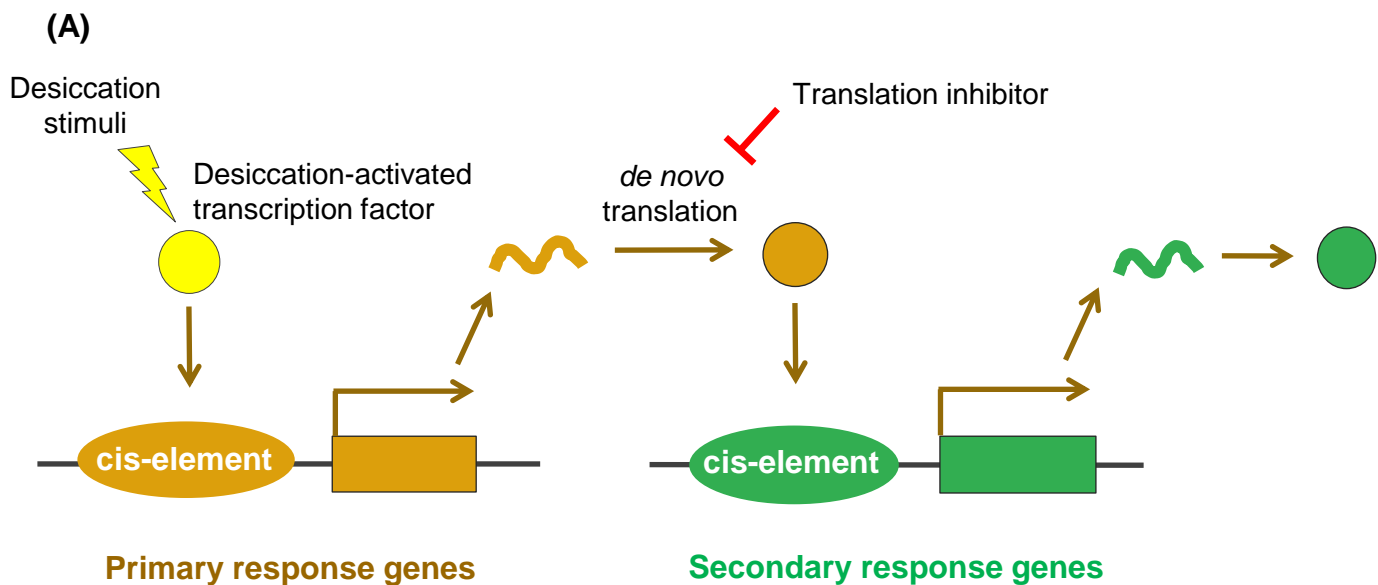 (A)
Desiccation
stimuli
Desiccation-activated
transcription factor
de novo
translation
Translation inhibitor
cis-element
cis-element
Primary response genes
Secondary response genes